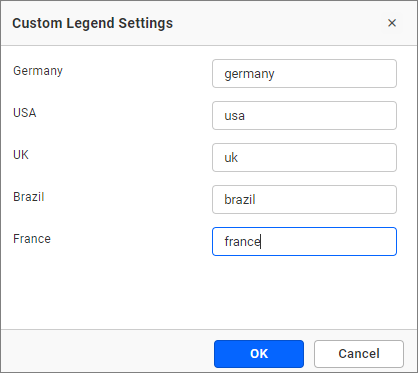 Custom Legend Settings
Germany germany
USA usa
UK uk
Brazil brazil
France france
OK Cancel